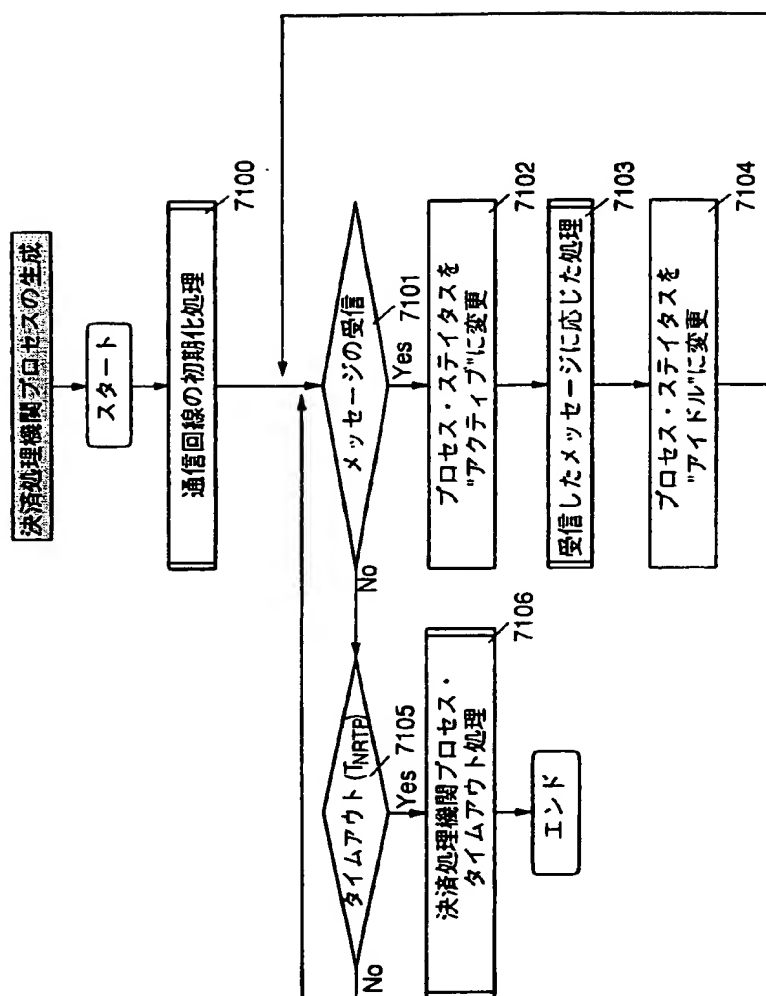 決済処理機関プロセスの生成
スタート
通信回線の初期化処理
7100
メッセージの受信
7101
Yes
No
プロセス・ステイタスを
"アクティブ"に変更
7102
受信したメッセージに応じた処理
7103
プロセス・ステイタスを
"アイドル"に変更
7104
タイムアウト(TNRTP)
7105
Yes
No
決済処理機関プロセス・
タイムアウト処理
7106
エンド